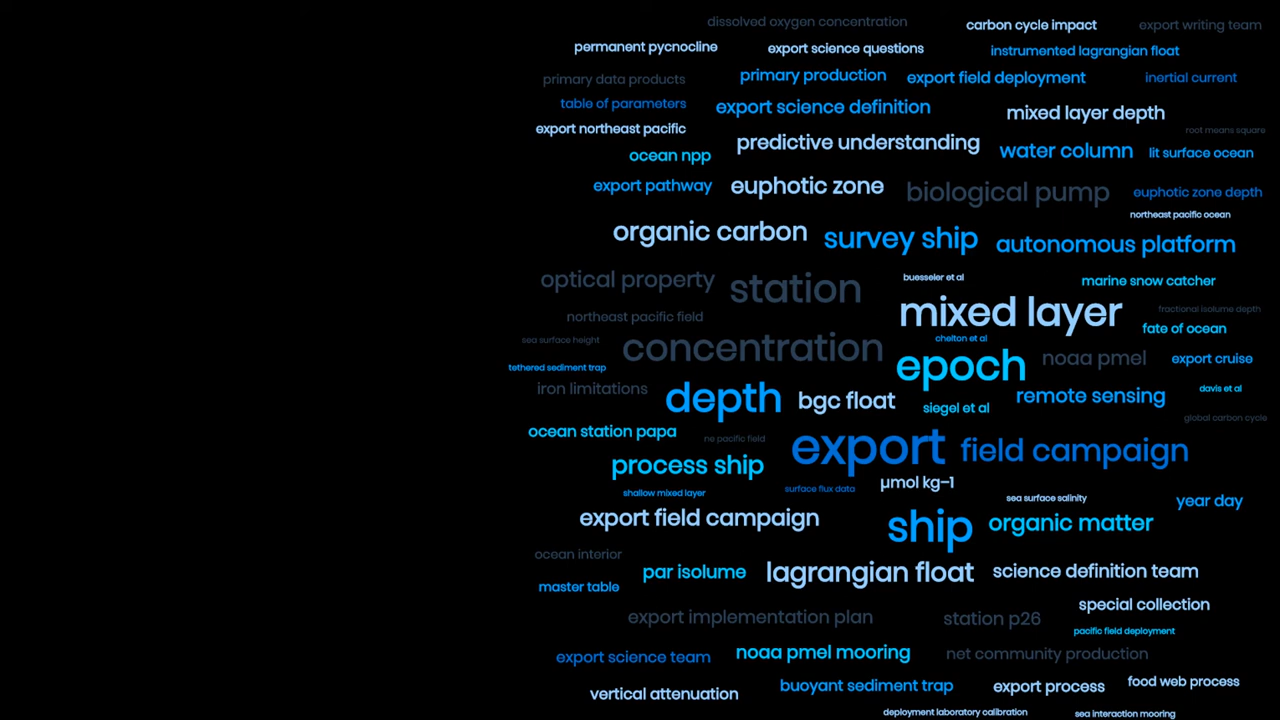 dissolved oxygen concentration
carbon cycle impact
export writing team
permanent pycnocline
export science questions
instrumented lagrangian float
primary data products
primary production
export field deployment
inertial current
table of parameters
export science definition
mixed layer depth
export northeast pacific
root means square
ocean npp
predictive understanding
water column
lit surface ocean
export pathway
euphotic zone
biological pump
euphotic zone depth
northeast pacific ocean
organic carbon
survey ship
autonomous platform
optical property
station
buesseler et al
marine snow catcher
northeast pacific field
mixed layer
fractional isolume depth
fate of ocean
sea surface height
concentration
chelton et al
tethered sediment trap
epoch
noaa pmel
export cruise
iron limitations
depth
bgc float
siegel et al
remote sensing
davis et al
global carbon cycle
ocean station papa
ne pacific field
export
field campaign
process ship
shallow mixed layer
surface flux data
µmol kg−1
sea surface salinity
year day
export field campaign
ship
organic matter
ocean interior
master table
par isolume
lagrangian float
science definition team
special collection
export implementation plan
station p26
pacific field deployment
export science team
noaa pmel mooring
net community production
vertical attenuation
buoyant sediment trap
export process
food web process
deployment laboratory calibration
sea interaction mooring